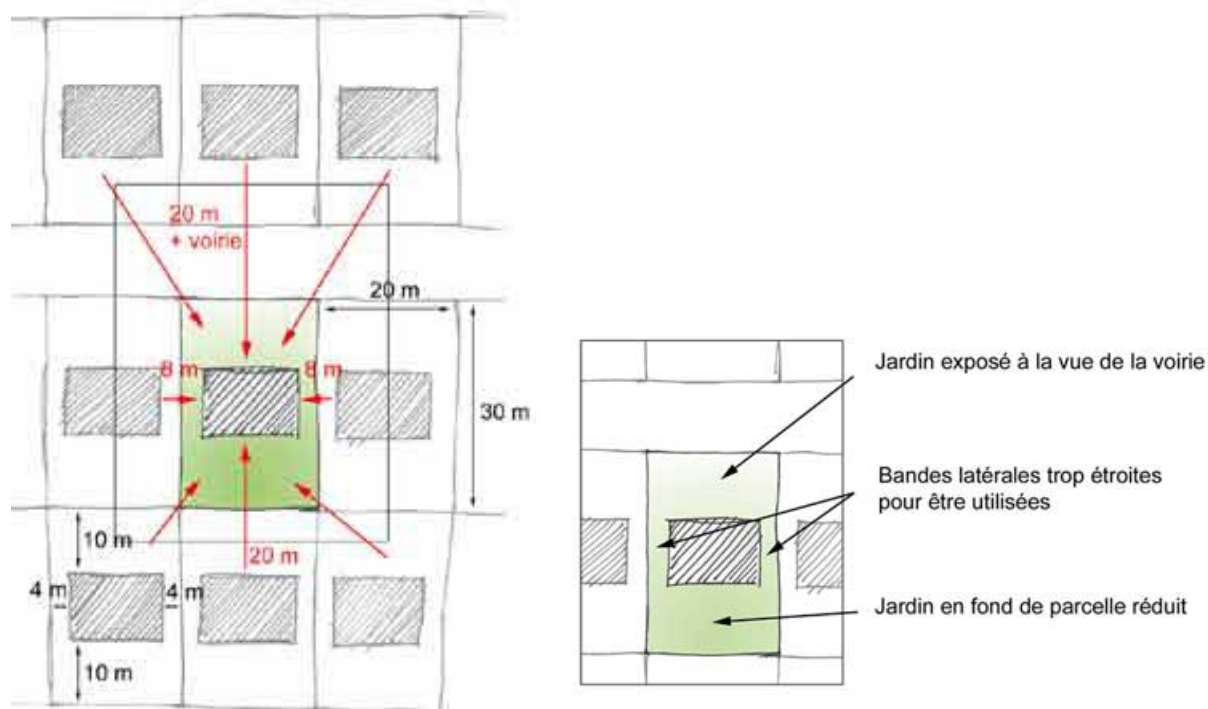 20 m
+ voirie
20 m
8 m
8 m
30 m
10 m
20 m
4 m
4 m
10 m
Jardin exposé à la vue de la voirie
Bandes latérales trop étroites
pour être utilisées
Jardin en fond de parcelle réduit